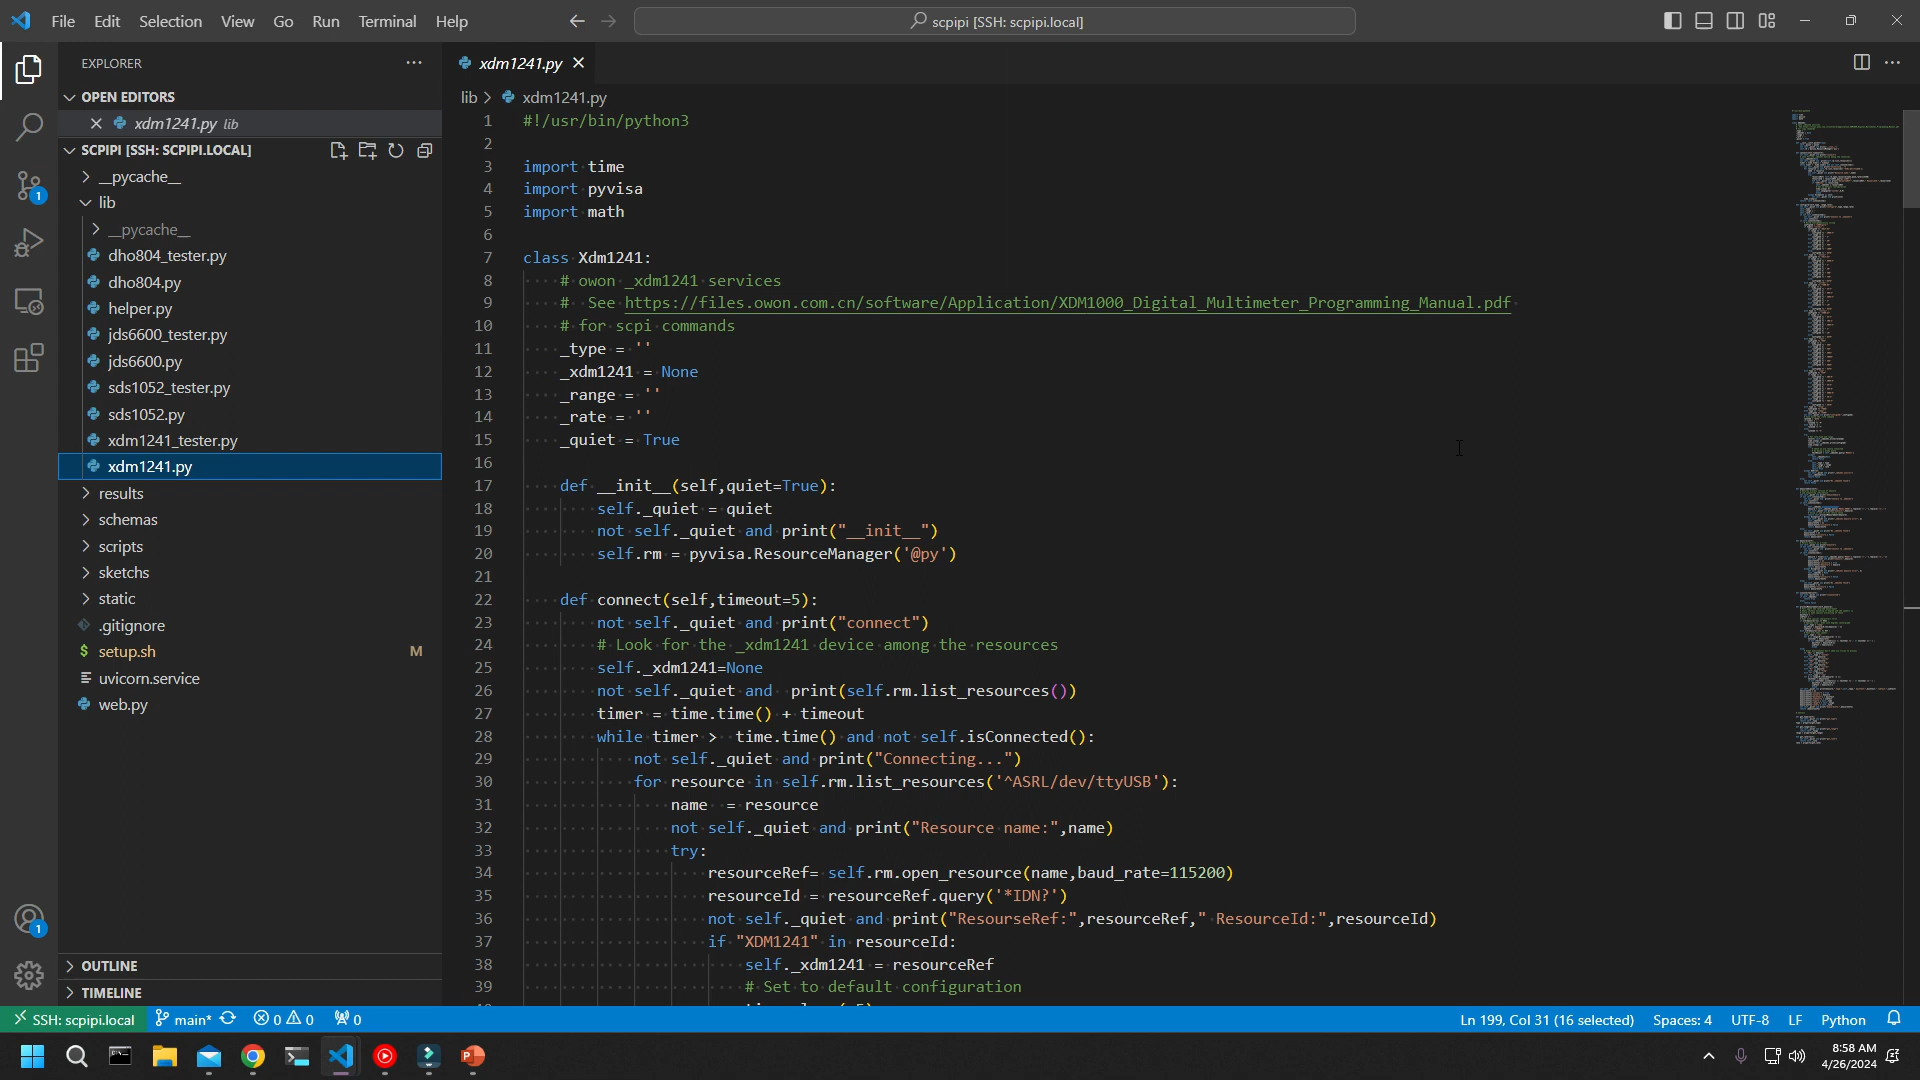 File Edit Selection View Go Run Terminal Help
scpipi [SSH: scpipi.local]
EXPLORER
OPEN EDITORS
xdm1241.py lib
SCPIPI [SSH: SCPIPI.LOCAL]
__pycache__
lib
__pycache__
dho804_tester.py
dho804.py
helper.py
jds6600_tester.py
jds6600.py
sds1052_tester.py
sds1052.py
xdm1241_tester.py
xdm1241.py
results
schemas
scripts
sketchs
static
.gitignore
$ setup.sh M
uvicorn.service
web.py
OUTLINE
TIMELINE
1
1
xdm1241.py
lib > xdm1241.py
1 #!/usr/bin/python3
2
3 import time
4 import pyvisa
5 import math
6
7 class Xdm1241:
8 # owon _xdm1241 services
9 # See https://files.owon.com.cn/software/Application/XDM1000_Digital_Multimeter_Programming_Manual.pdf
10 # for scpi commands
11 _type = ''
12 _xdm1241 = None
13 _range = ''
14 _rate = ''
15 _quiet = True
16
17 def __init__(self,quiet=True):
18 self._quiet = quiet
19 not self._quiet and print("__init__")
20 self.rm = pyvisa.ResourceManager('@py')
21
22 def connect(self,timeout=5):
23 not self._quiet and print("connect")
24 # Look for the _xdm1241 device among the resources
25 self._xdm1241=None
26 not self._quiet and  print(self.rm.list_resources())
27 timer = time.time() + timeout
28 while timer >  time.time() and not self.isConnected():
29 not self._quiet and print("Connecting...")
30 for resource in self.rm.list_resources('^ASRL/dev/ttyUSB'):
31 name  = resource
32 not self._quiet and print("Resource name:",name)
33 try:
34 resourceRef= self.rm.open_resource(name,baud_rate=115200)
35 resourceId = resourceRef.query('*IDN?')
36 not self._quiet and print("ResourseRef:",resourceRef," ResourceId:",resourceId)
37 if "XDM1241" in resourceId:
38 self._xdm1241 = resourceRef
39 # Set to default configuration
SSH: scpipi.local main* 0 0 0
Ln 199, Col 31 (16 selected) Spaces: 4 UTF-8 LF Python
8:58 AM
4/26/2024